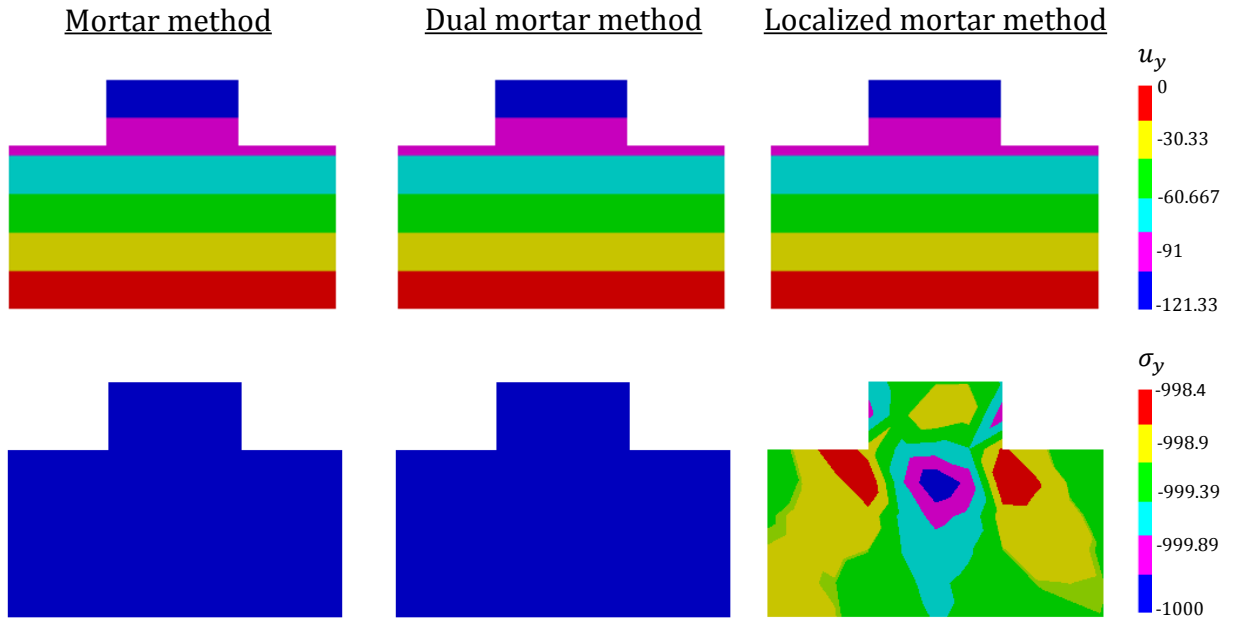 Mortar method
Dual mortar method
Localized mortar method
u_y
0
-30.33
-60.667
-91
-121.33
σ_y
-998.4
-998.9
-999.39
-999.89
-1000